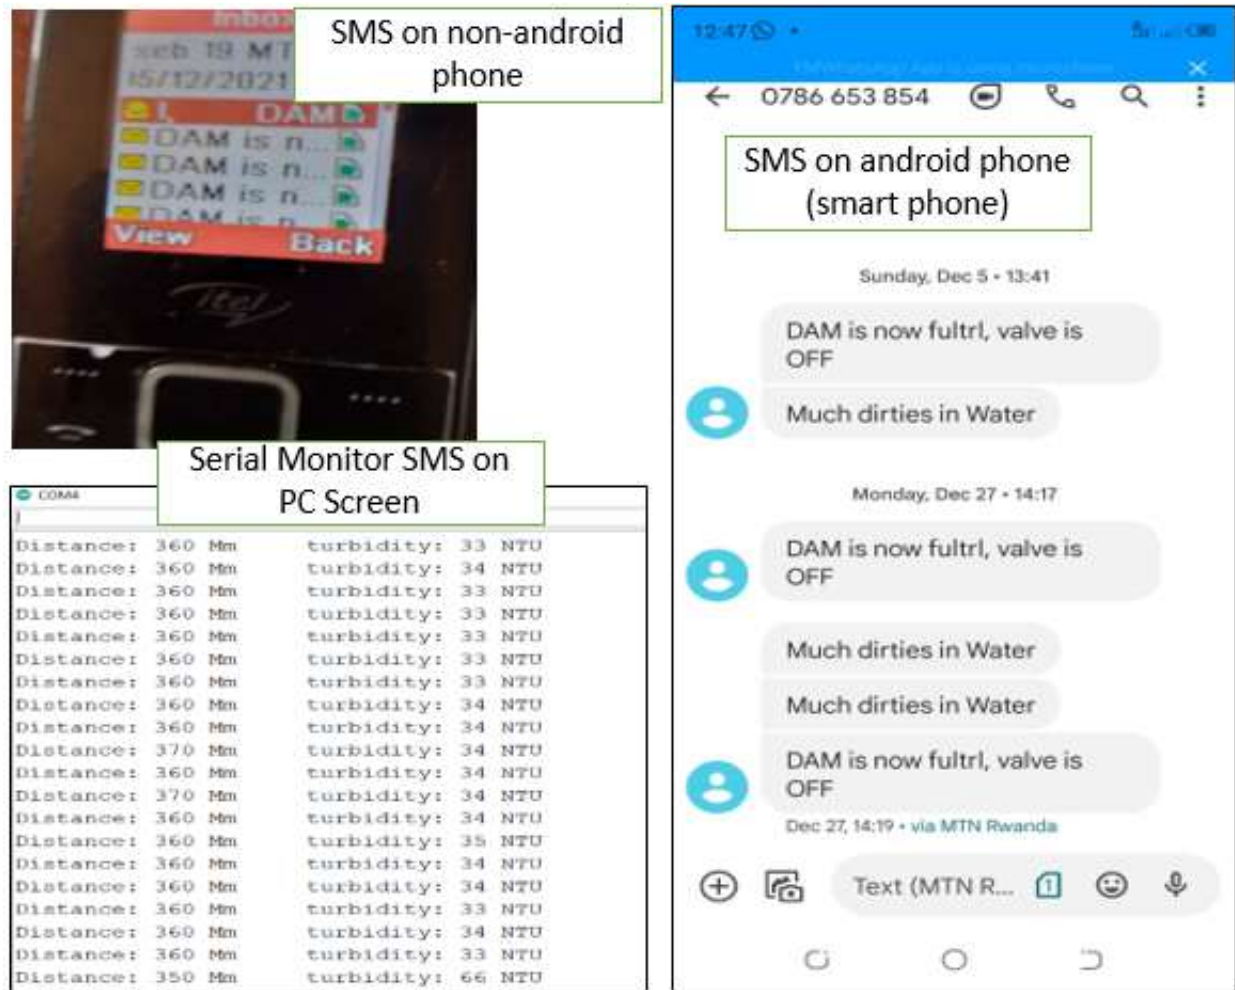 SMS on non-android
phone
Inbox
seb 19 MT
15/12/2021
DAM
DAM is n...
DAM is n...
DAM is n...
DAM is n
View Back
itel
Serial Monitor SMS on
PC Screen
COM4
Distance: 360 Mm turbidity: 33 NTU
Distance: 360 Mm turbidity: 34 NTU
Distance: 360 Mm turbidity: 33 NTU
Distance: 360 Mm turbidity: 33 NTU
Distance: 360 Mm turbidity: 33 NTU
Distance: 360 Mm turbidity: 33 NTU
Distance: 360 Mm turbidity: 33 NTU
Distance: 360 Mm turbidity: 34 NTU
Distance: 360 Mm turbidity: 34 NTU
Distance: 370 Mm turbidity: 34 NTU
Distance: 360 Mm turbidity: 34 NTU
Distance: 370 Mm turbidity: 34 NTU
Distance: 360 Mm turbidity: 34 NTU
Distance: 360 Mm turbidity: 35 NTU
Distance: 360 Mm turbidity: 34 NTU
Distance: 360 Mm turbidity: 34 NTU
Distance: 360 Mm turbidity: 33 NTU
Distance: 360 Mm turbidity: 34 NTU
Distance: 360 Mm turbidity: 33 NTU
Distance: 350 Mm turbidity: 66 NTU
12:47
0786 653 854
SMS on android phone
(smart phone)
Sunday, Dec 5 • 13:41
DAM is now fultrl, valve is
OFF
Much dirties in Water
Monday, Dec 27 • 14:17
DAM is now fultrl, valve is
OFF
Much dirties in Water
Much dirties in Water
DAM is now fultrl, valve is
OFF
Dec 27, 14:19 • via MTN Rwanda
Text (MTN R... 1